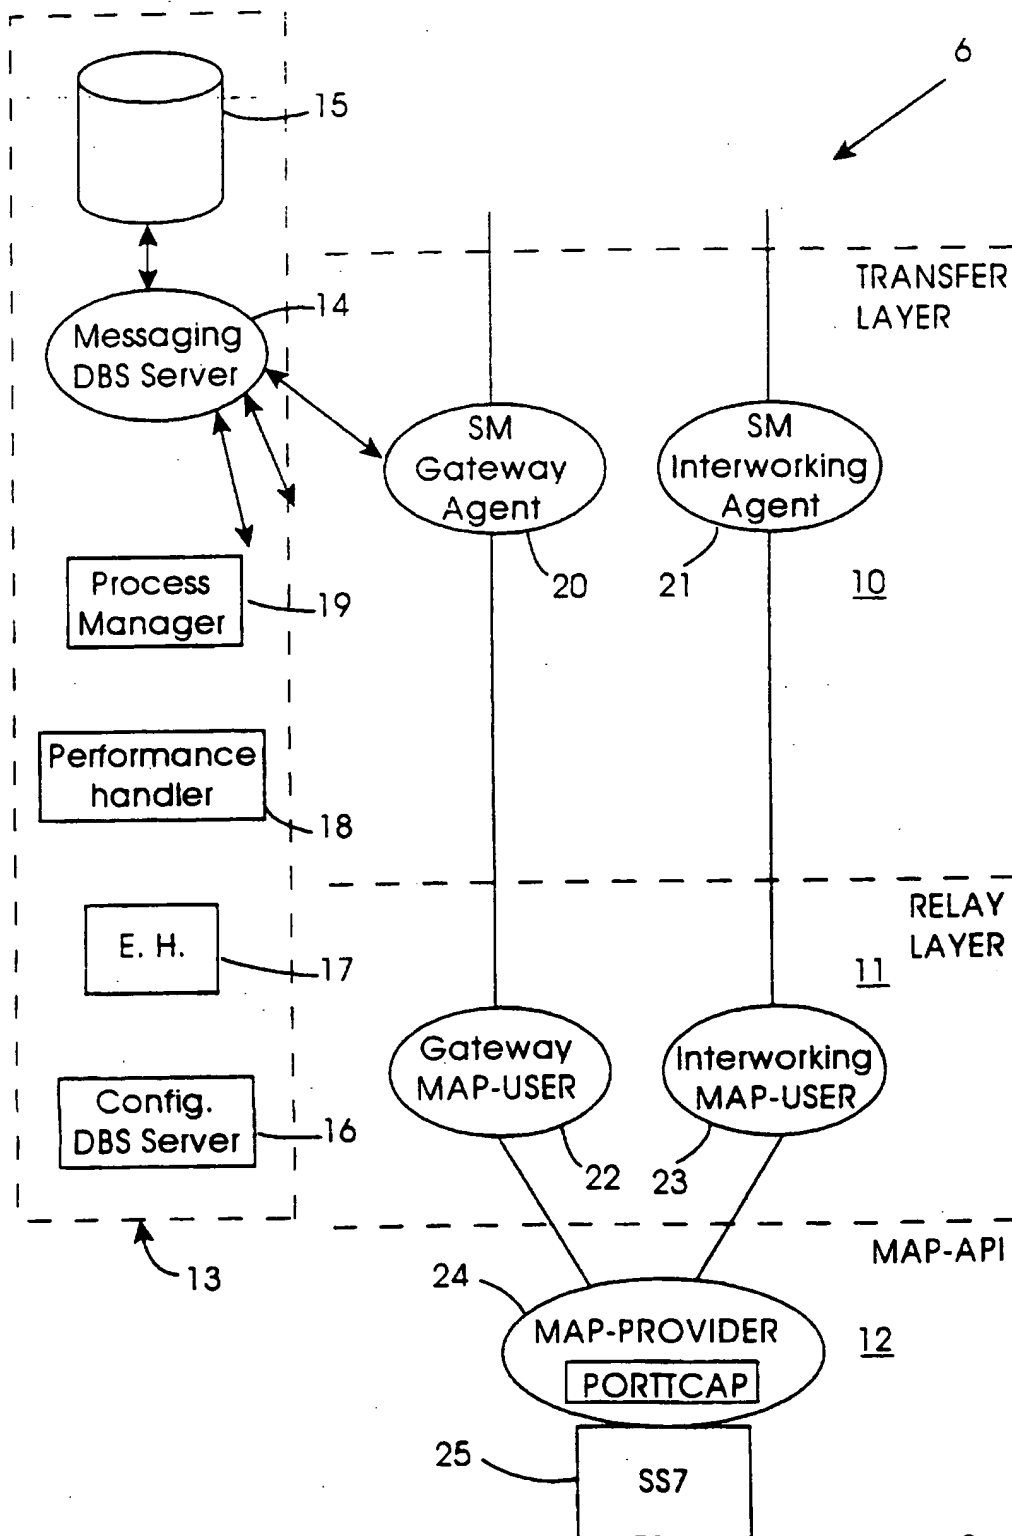 6
15
TRANSFER
LAYER
14
Messaging
DBS Server
SM
Gateway
Agent
SM
Interworking
Agent
20
21
10
Process
Manager
19
Performance
handler
18
RELAY
LAYER
11
E. H.
17
Gateway
MAP-USER
Interworking
MAP-USER
Config.
DBS Server
16
22
23
MAP-API
13
24
MAP-PROVIDER
12
PORTTCAP
25
SS7